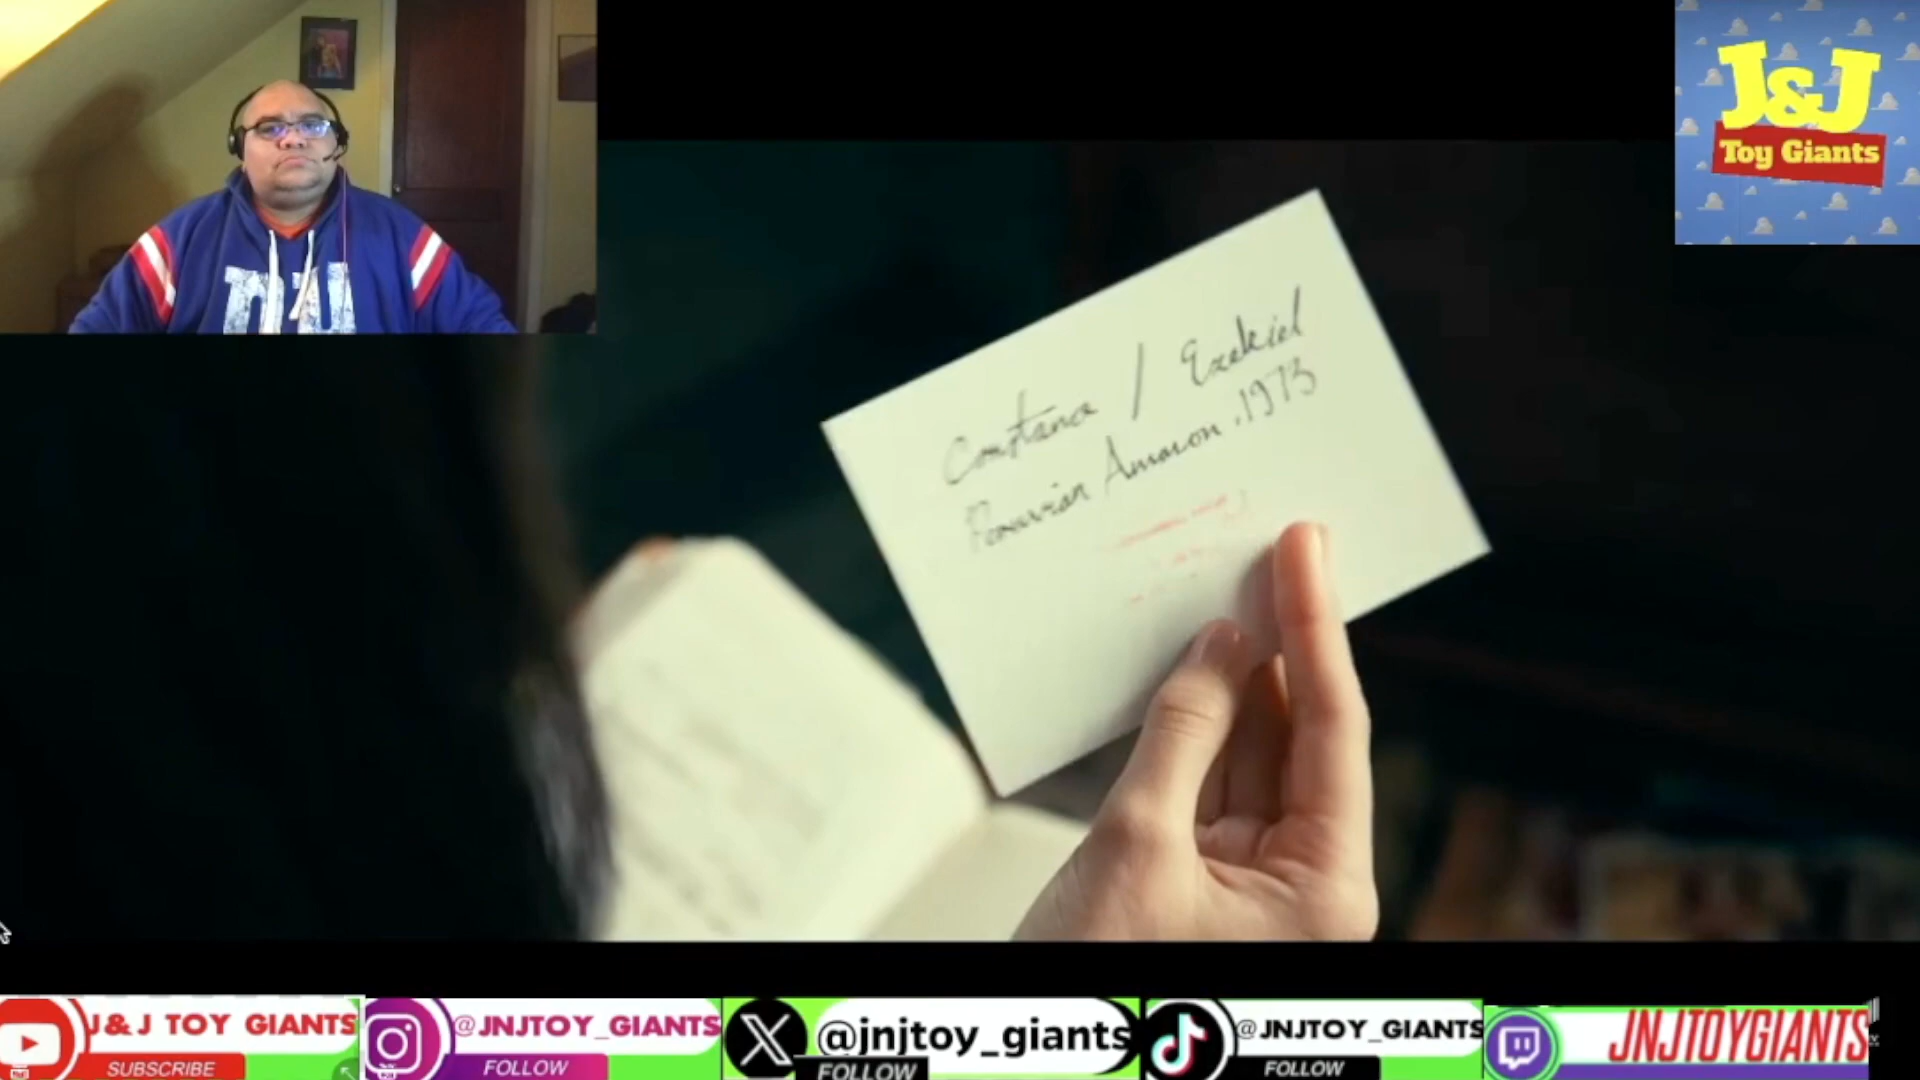 J&J
Toy Giants
Constance / Ezekiel
Peruvian Amazon, 1973
J & J TOY GIANTS
SUBSCRIBE
@JNJTOY_GIANTS
FOLLOW
@jnjtoy_giants
FOLLOW
@JNJTOY_GIANTS
FOLLOW
JNJTOYGIANTS